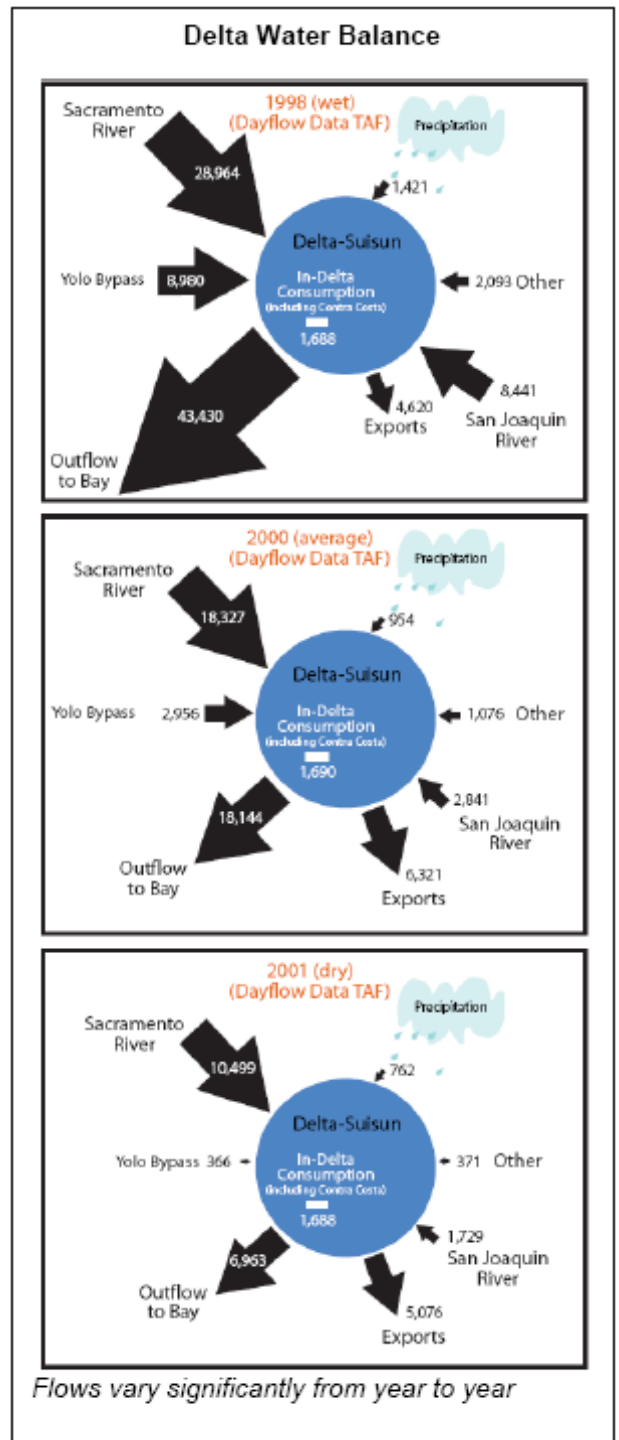 Delta Water Balance
1998 (wet)
(Dayflow Data TAF)
Sacramento
River
28,964
Precipitation
1,421
Delta-Suisun
Yolo Bypass
8,980
In-Delta
Consumption
(including Contra Costs)
1,688
2,093 Other
43,430
Outflow
to Bay
4,620
Exports
8,441
San Joaquin
River
2000 (average)
(Dayflow Data TAF)
Sacramento
River
18,327
Precipitation
954
Delta-Suisun
Yolo Bypass 2,956
In-Delta
Consumption
(including Contra Costs)
1,690
1,076 Other
18,144
Outflow
to Bay
6,321
Exports
2,841
San Joaquin
River
2001 (dry)
(Dayflow Data TAF)
Sacramento
River
10,499
Precipitation
762
Delta-Suisun
Yolo Bypass 366
In-Delta
Consumption
(including Contra Costs)
1,688
371 Other
6,963
Outflow
to Bay
5,076
Exports
1,729
San Joaquin
River
Flows vary significantly from year to year